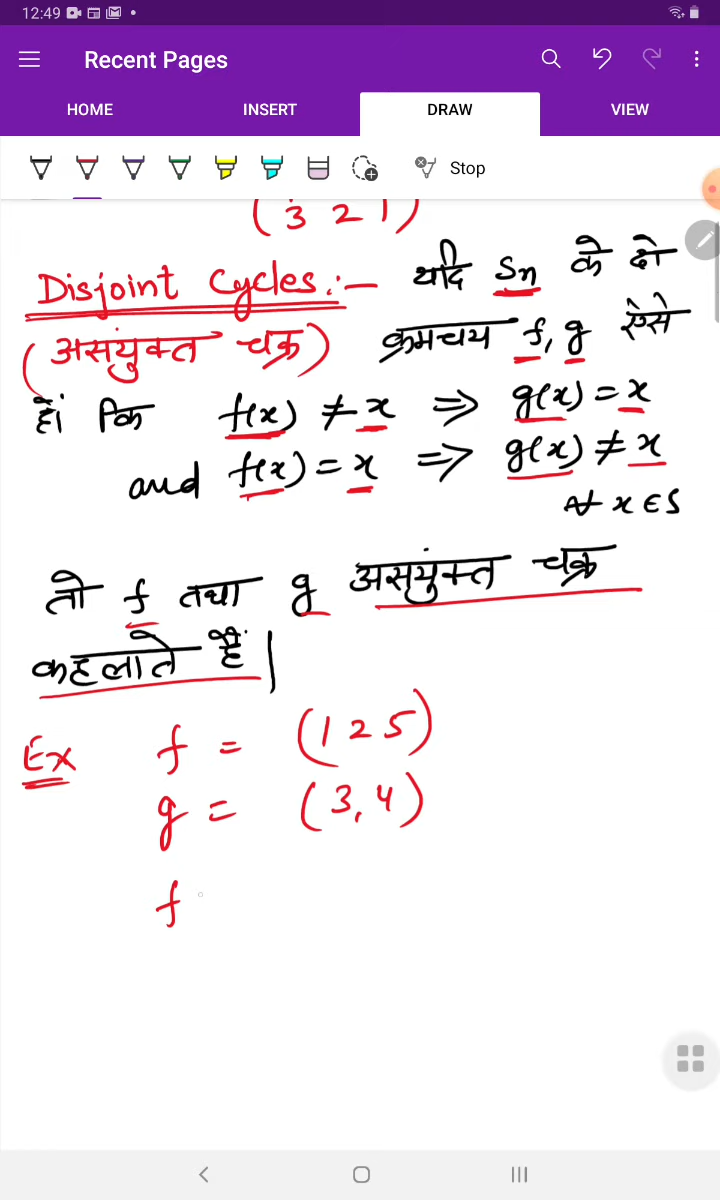 12:49
Recent Pages
HOME INSERT DRAW VIEW
Stop
(3 2 1)
Disjoint Cycles :- यदि Sn के दो
(असंयुक्त चक्र) क्रमचय f, g ऐसे
हों कि f(x) ≠ x ⇒ g(x) = x
and f(x) = x ⇒ g(x) ≠ x
∀ x ∈ S
तो f तथा g असंयुक्त चक्र
कहलाते हैं|
Ex f = (1 2 5)
g = (3, 4)
f